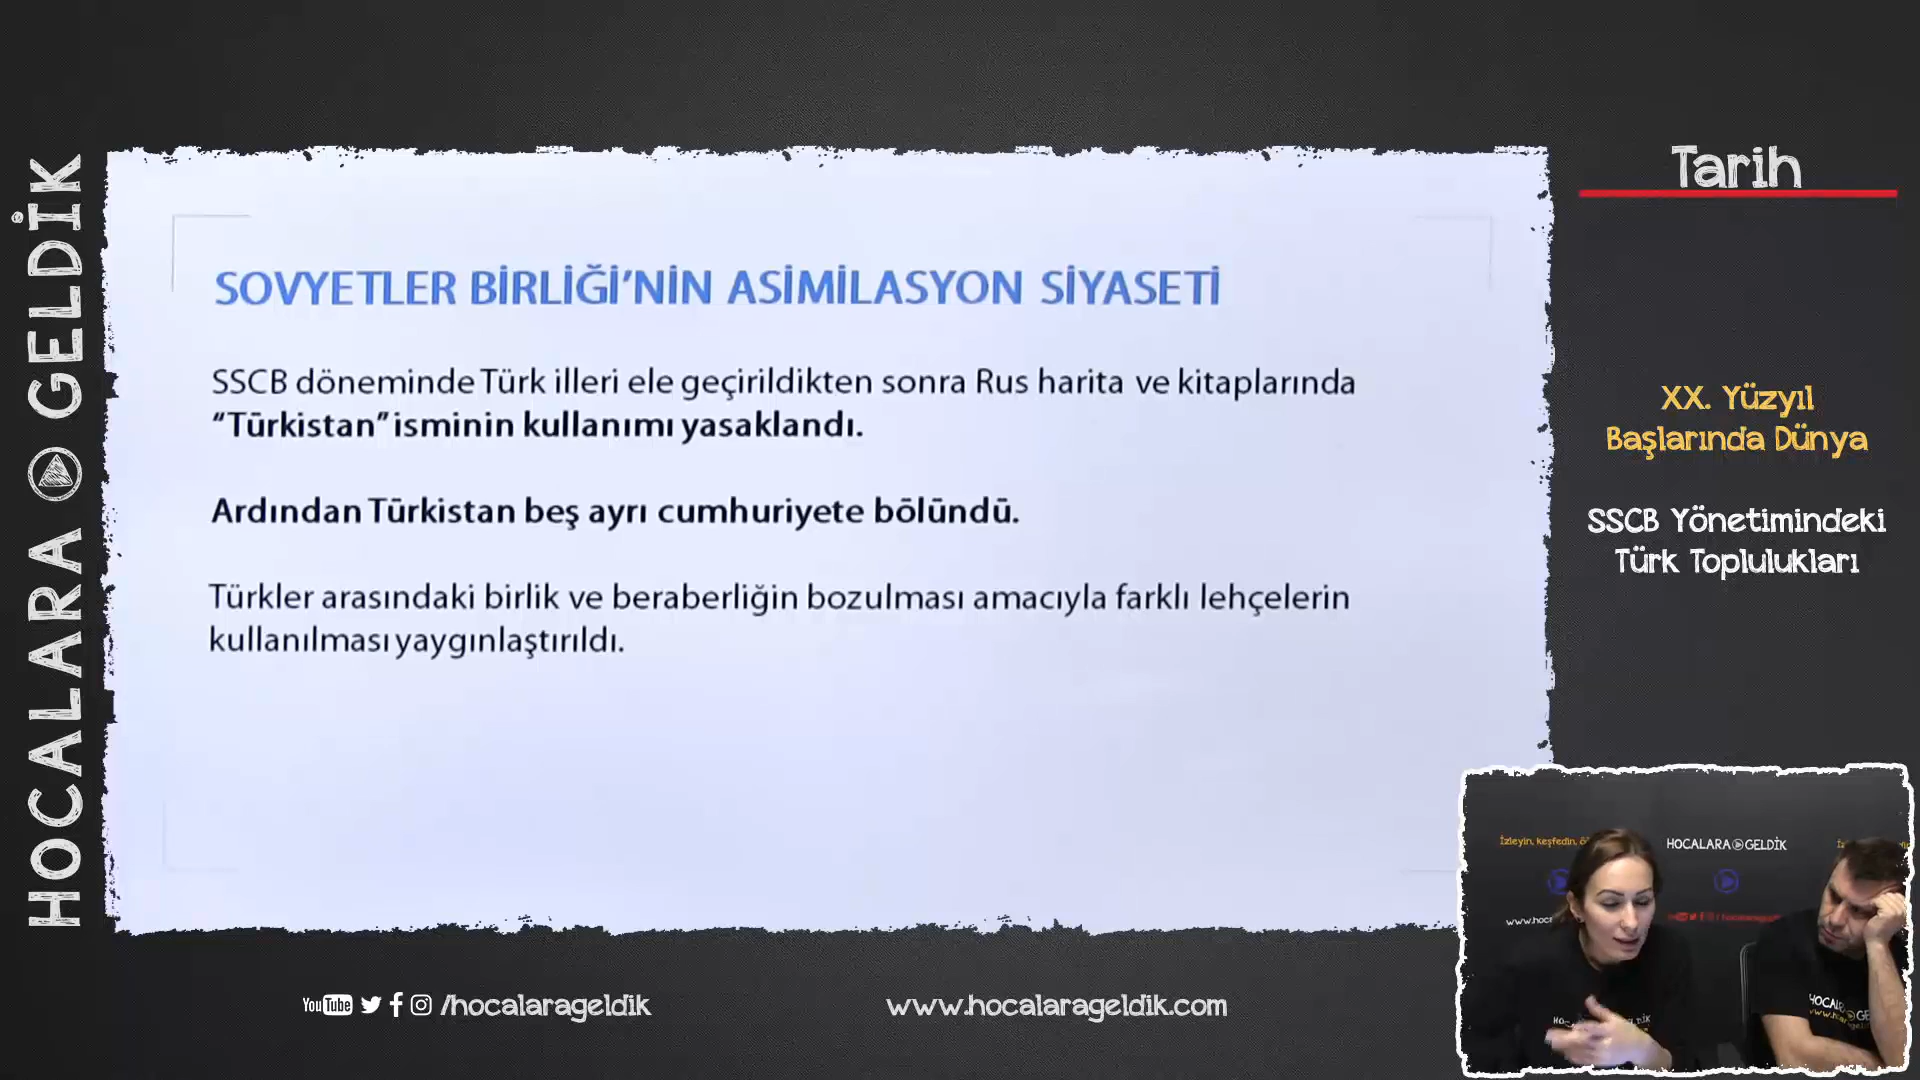 HOCALARA GELDİK
SOVYETLER BİRLİĞİ'NİN ASİMİLASYON SİYASETİ
SSCB döneminde Türk illeri ele geçirildikten sonra Rus harita ve kitaplarında
“Türkistan” isminin kullanımı yasaklandı.
Ardından Türkistan beş ayrı cumhuriyete bölündü.
Türkler arasındaki birlik ve beraberliğin bozulması amacıyla farklı lehçelerin
kullanılması yaygınlaştırıldı.
Tarih
XX. Yüzyıl
Başlarında Dünya
SSCB Yönetimindeki
Türk Toplulukları
İzleyin, keşfedin,
HOCALARA GELDİK
YouTube /hocalarageldik
www.hocalarageldik.com